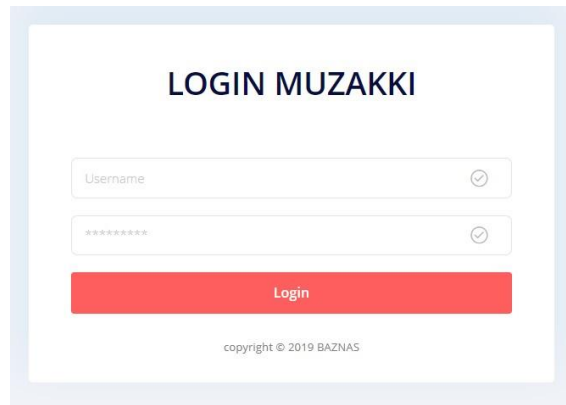 LOGIN MUZAKKI
Username
*********
Login
copyright © 2019 BAZNAS